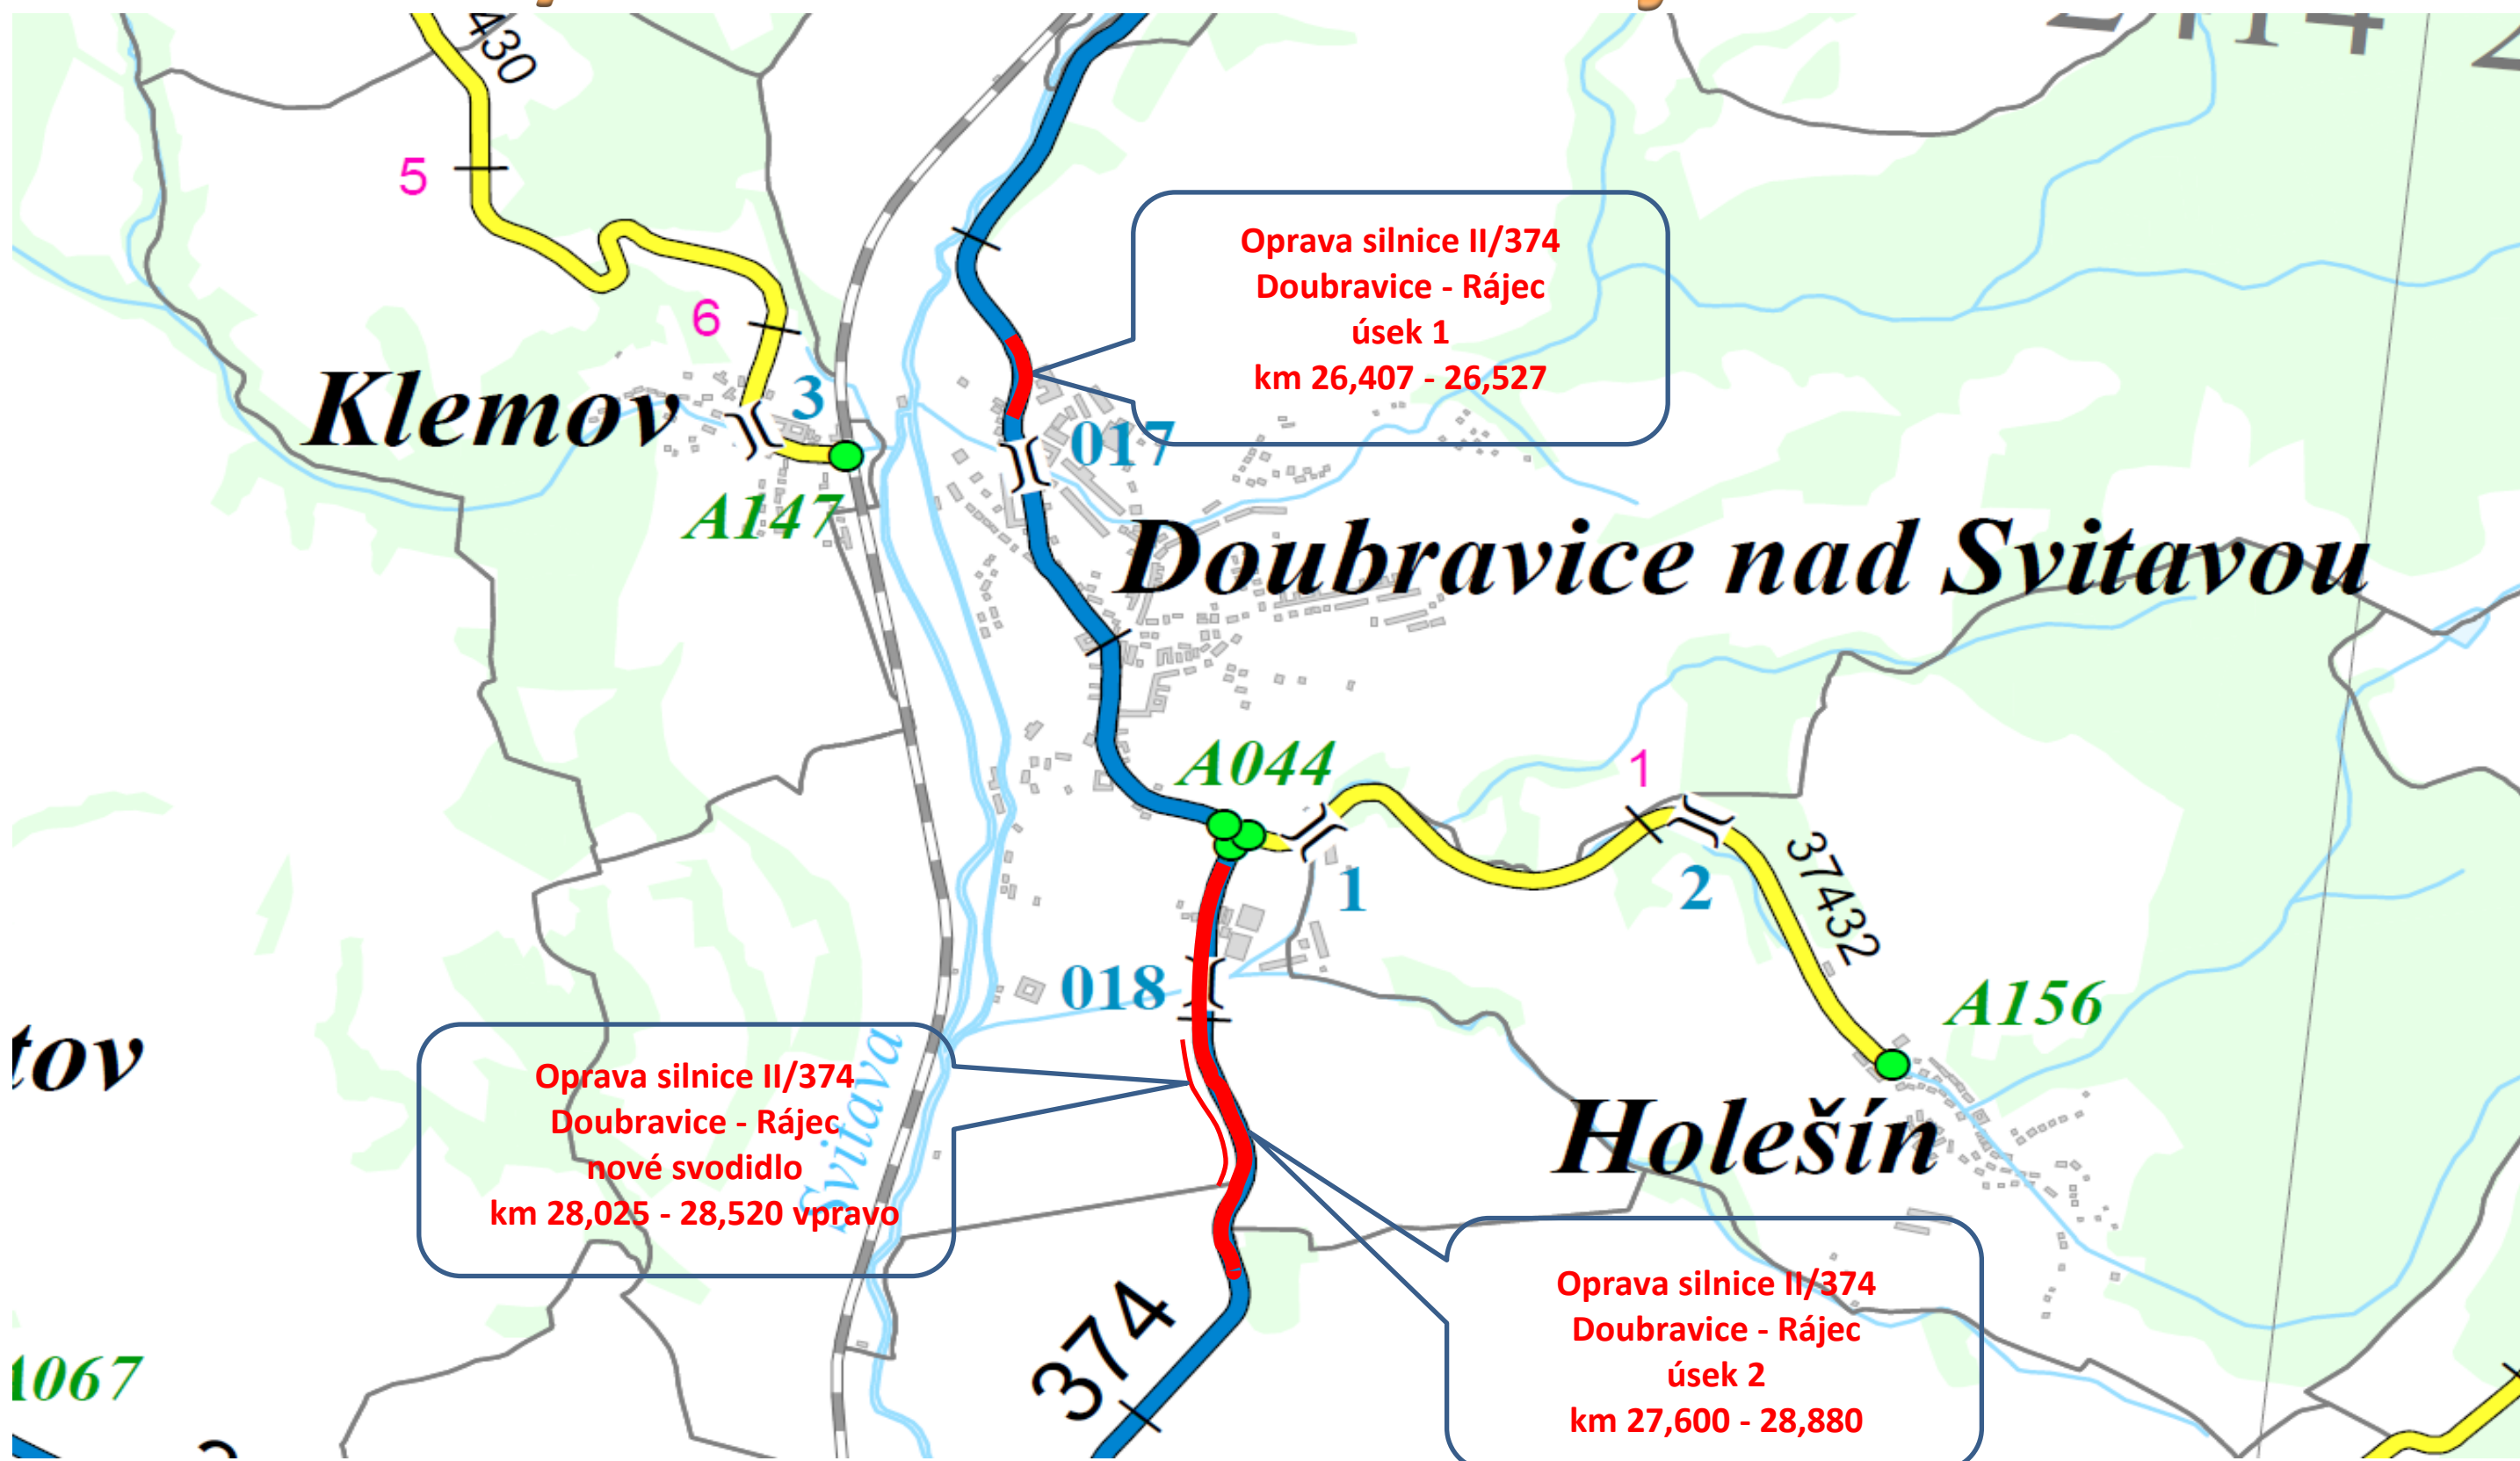 430
5
Oprava silnice II/374
Doubravice - Rájec
úsek 1
km 26,407 - 26,527
6
3
Klemov
017
A147
Doubravice nad Svitavou
A044
1
1
2
37432
018
A156
tov
Svitava
Oprava silnice II/374
Doubravice - Rájec
nové svodidlo
km 28,025 - 28,520 vpravo
Holešín
374
Oprava silnice II/374
Doubravice - Rájec
úsek 2
km 27,600 - 28,880